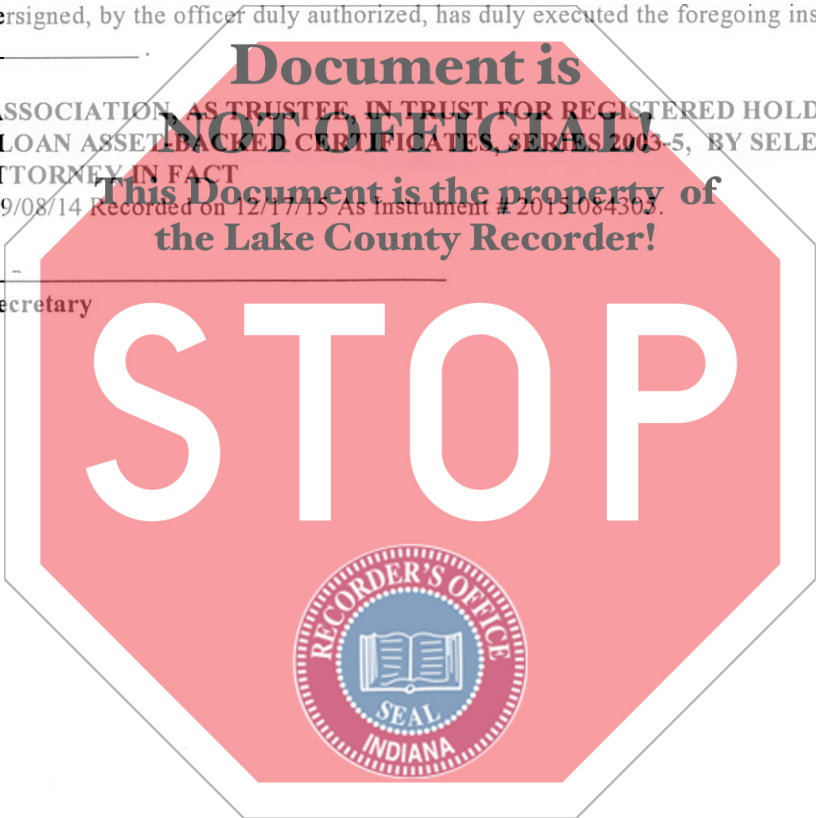 ersigned, by the officer duly authorized, has duly executed the foregoing ins
Document is
ASSOCIATION, AS TRUSTEE, IN TRUST FOR REGISTERED HOLD
NOT OFFICIAL!
LOAN ASSET-BACKED CERTIFICATES, SERIES 2003-5, BY SELE
TTORNEY IN FACT
This Document is the property of
9/08/14 Recorded on 12/17/15 As Instrument # 2015 084305.
the Lake County Recorder!
ecretary
STOP
RECORDER'S OFFICE
SEAL
INDIANA